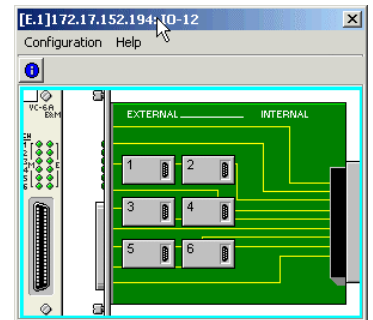 [E.1]172.17.152.194: IO-12
Configuration Help
VC-6A
E&M
EXTERNAL INTERNAL
CH
1
2
3
4
5
6
M E
1 2
3 4
5 6